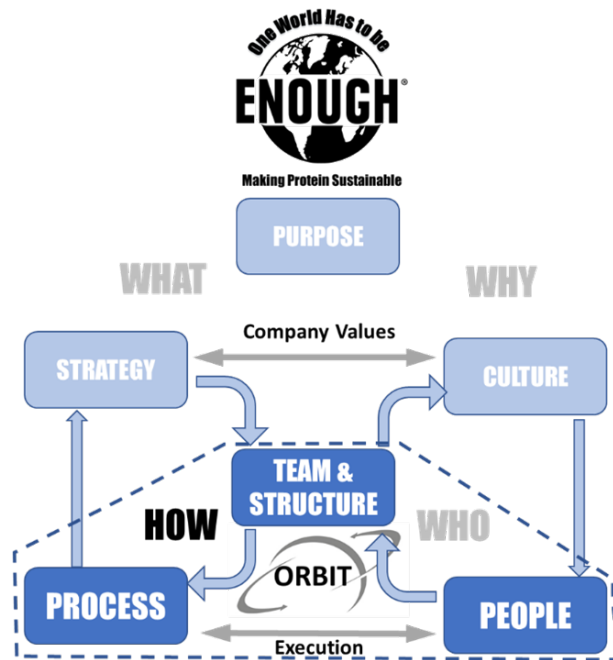 One World Has to be
ENOUGH®
Making Protein Sustainable
PURPOSE
WHAT
WHY
Company Values
STRATEGY
CULTURE
TEAM &
STRUCTURE
HOW
WHO
ORBIT
PROCESS
PEOPLE
Execution